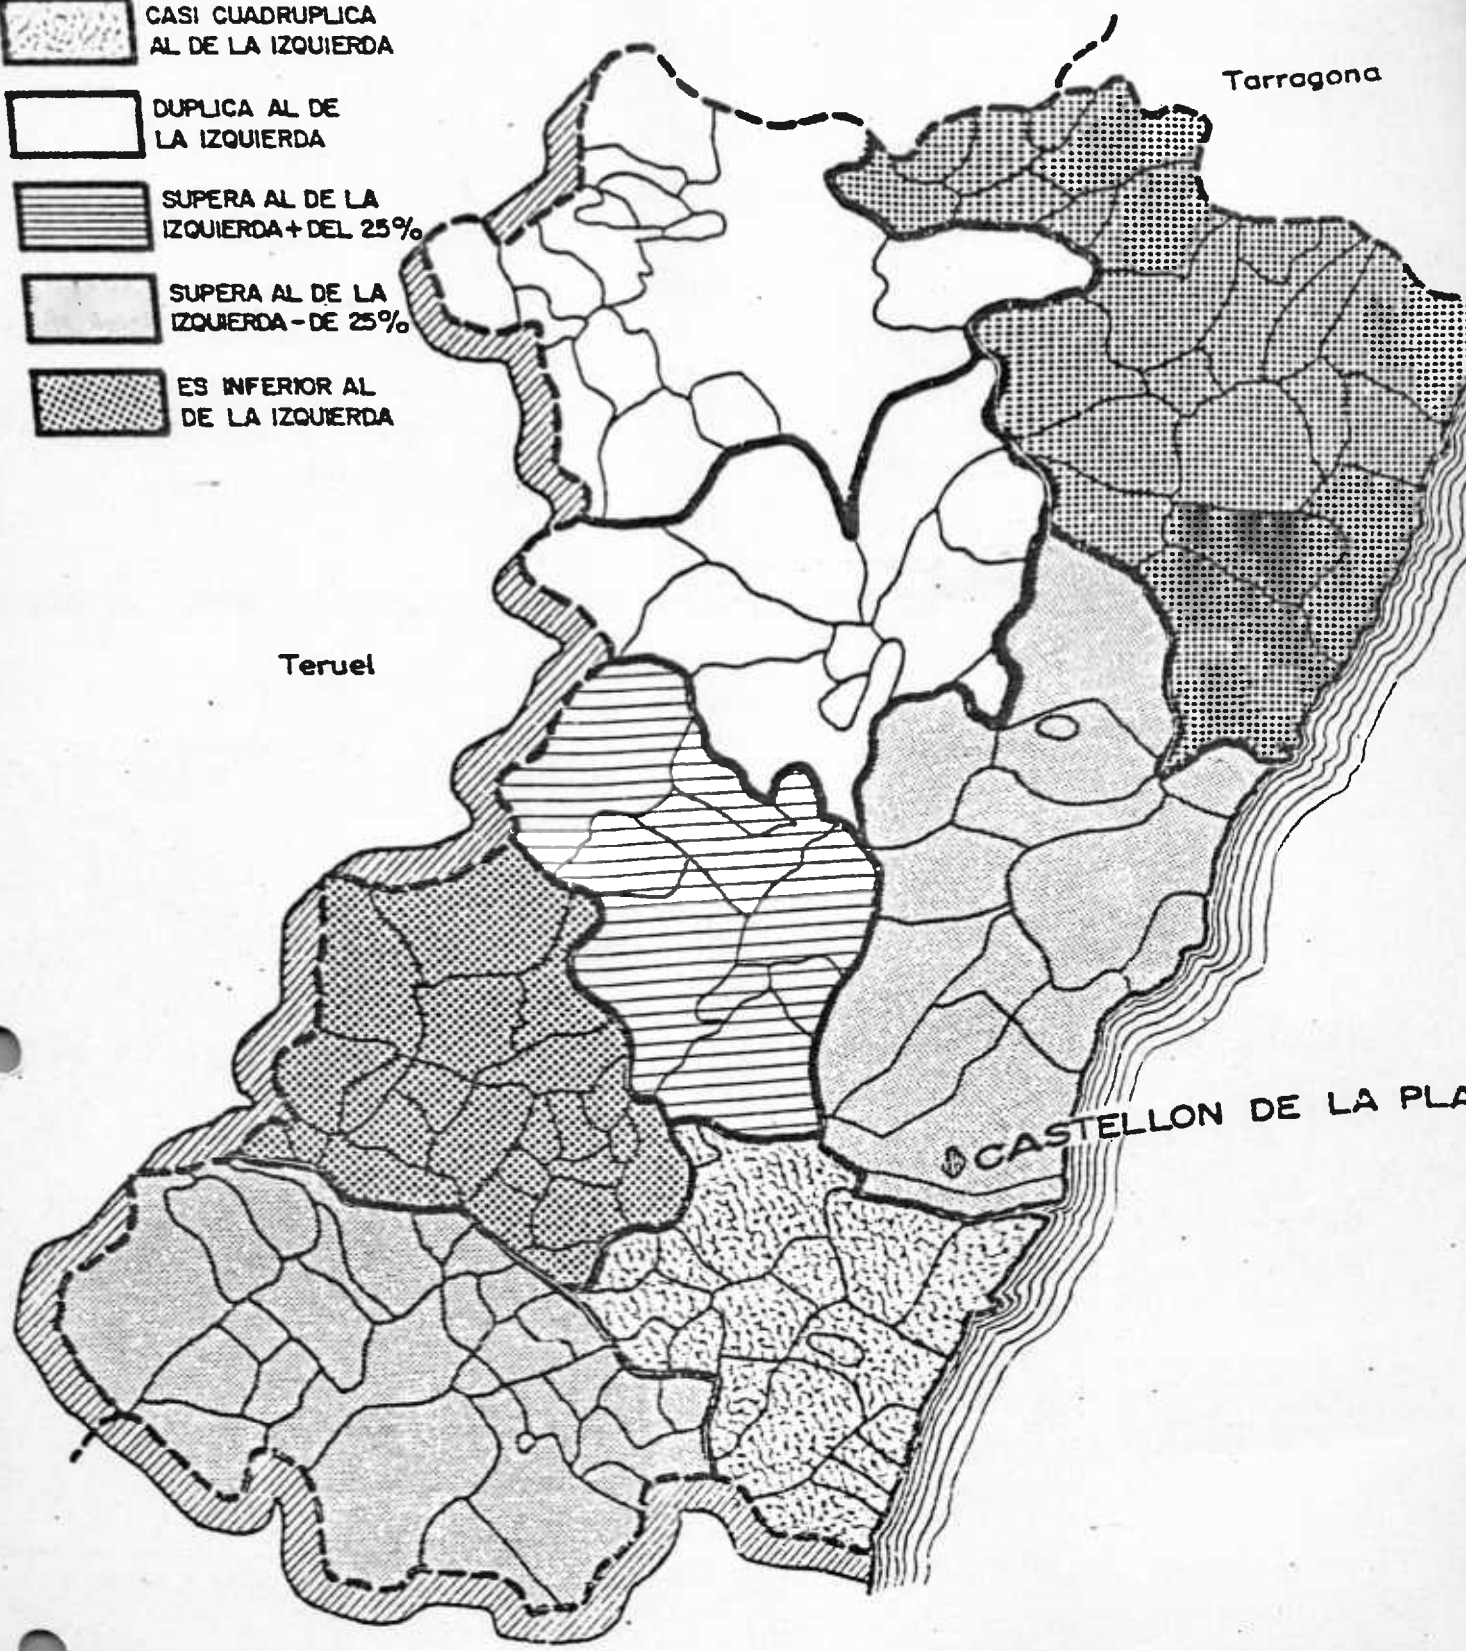 CASI CUADRUPLICA
AL DE LA IZQUIERDA
DUPLICA AL DE
LA IZQUIERDA
SUPERA AL DE LA
IZQUIERDA + DEL 25%
SUPERA AL DE LA
IZQUIERDA - DE 25%
ES INFERIOR AL
DE LA IZQUIERDA
Tarragona
Teruel
CASTELLON DE LA PLA